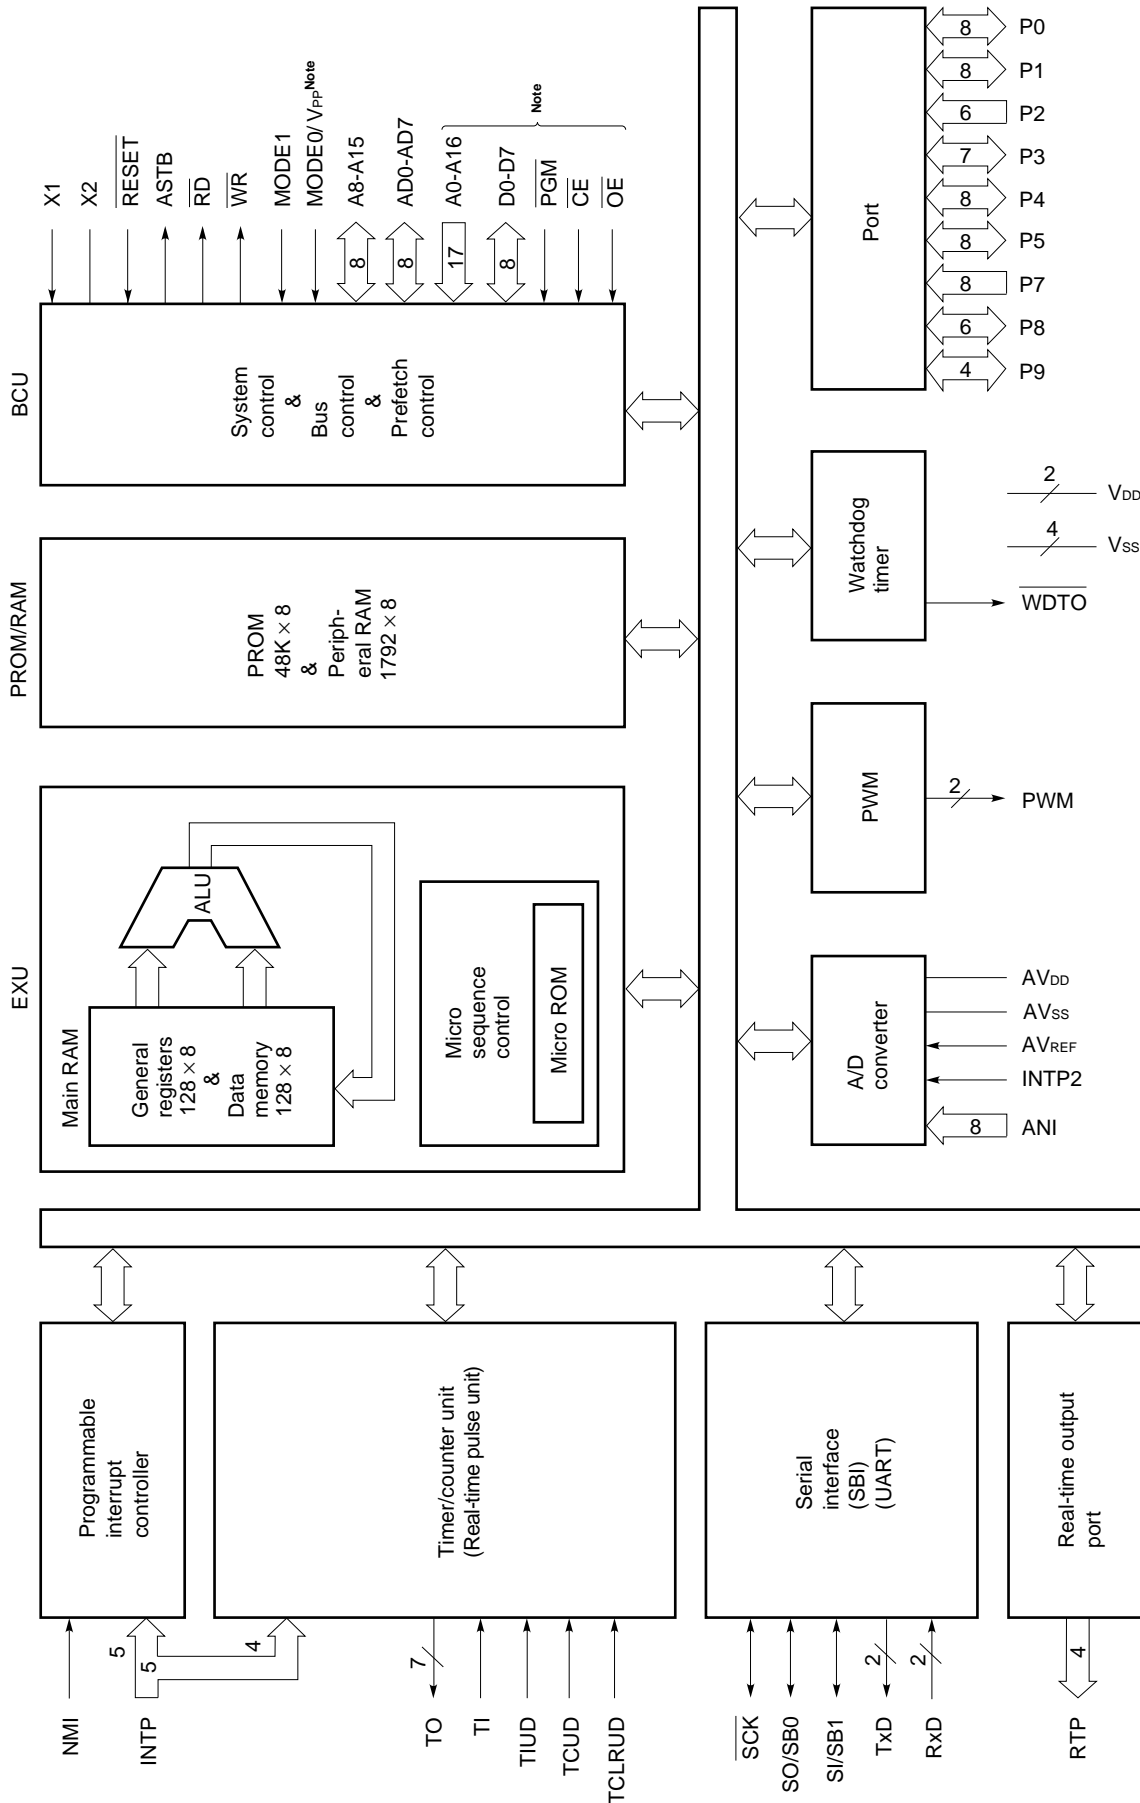 NMI
INTP
5
5
4
Programmable
interrupt
controller
TO
TI
TIUD
TCUD
TCLRUD
7
Timer/counter unit
(Real-time pulse unit)
SCK
SO/SB0
SI/SB1
TxD
RxD
2
2
Serial
interface
(SBI)
(UART)
RTP
4
Real-time output
port
EXU
Main RAM
General
registers
128 × 8
&
Data
memory
128 × 8
ALU
Micro
sequence
control
Micro ROM
PROM/RAM
PROM
48K × 8
&
Periph-
eral RAM
1792 × 8
BCU
System
control
&
Bus
control
&
Prefetch
control
X1
X2
RESET
ASTB
RD
WR
MODE1
MODE0/ VPP Note
8 A8-A15
8 AD0-AD7
17 A0-A16
8 D0-D7
PGM
CE
OE
Note
A/D
converter
AVDD
AVSS
AVREF
INTP2
8 ANI
PWM
2
PWM
Watchdog
timer
WDTO
2 VDD
4 VSS
Port
8 P0
8 P1
6 P2
7 P3
8 P4
8 P5
8 P7
6 P8
4 P9